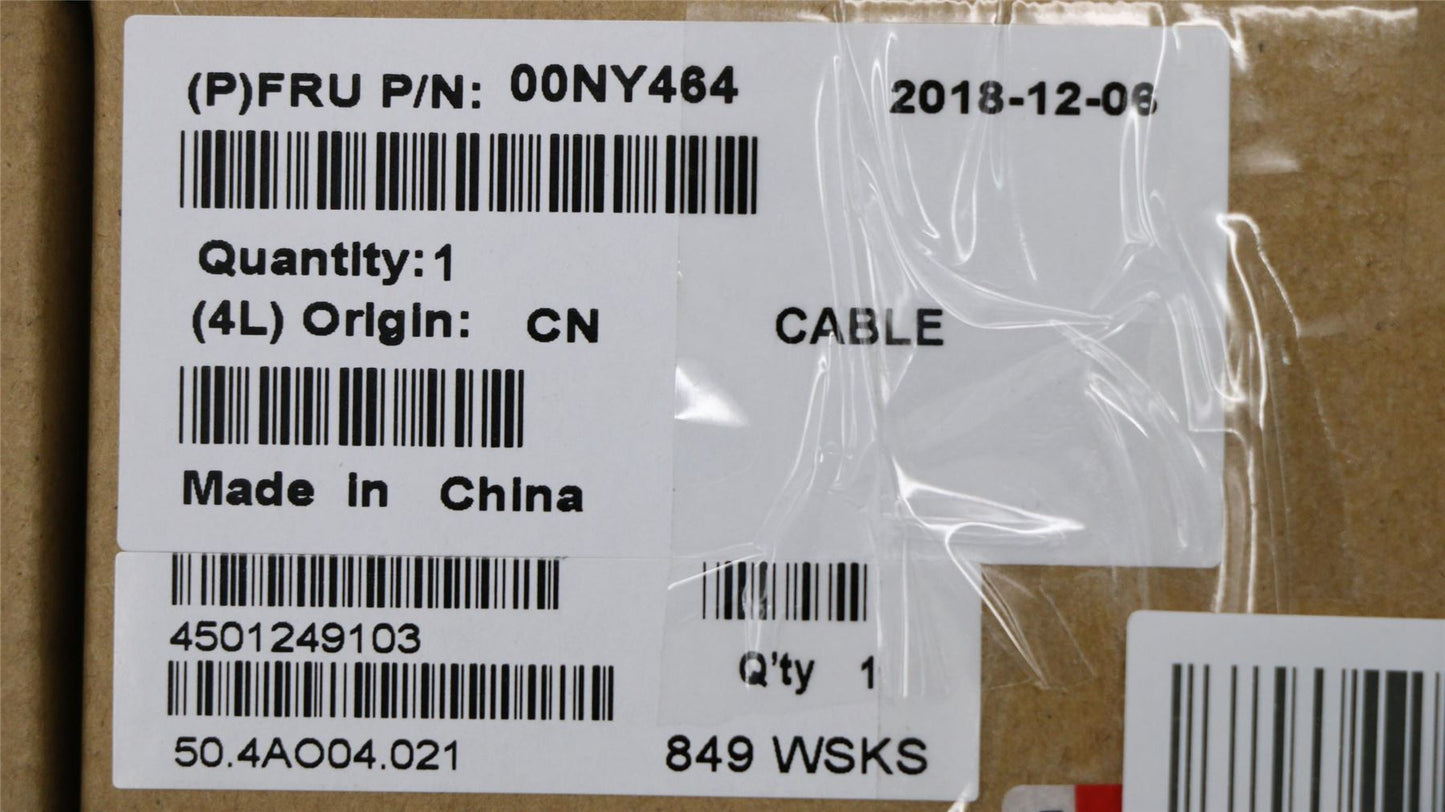 (P)FRU P/N: 00NY464 2018-12-06
Quantity:1
(4L) Origin: CN CABLE
Made in China
4501249103
Q'ty 1
50.4AO04.021 849 WSKS